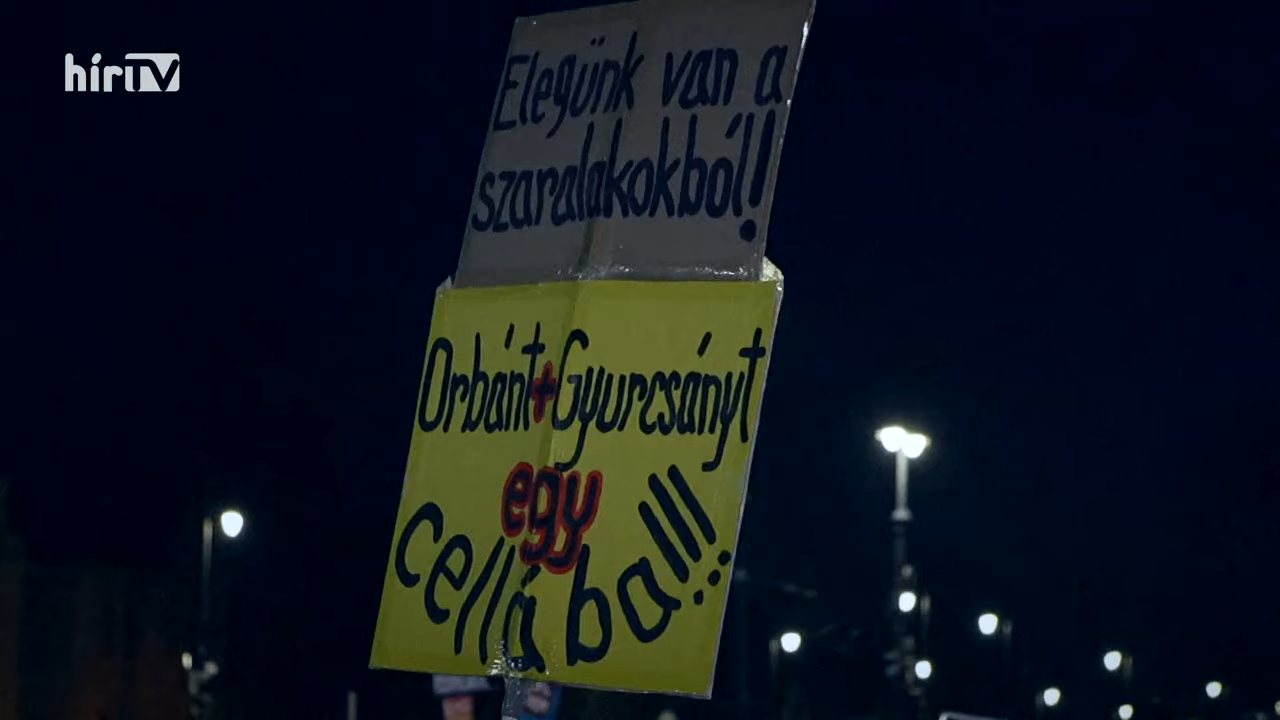 hírTV
Elegünk van a
szaralakokból!!
Orbánt+Gyurcsányt
egy
cellába!!!